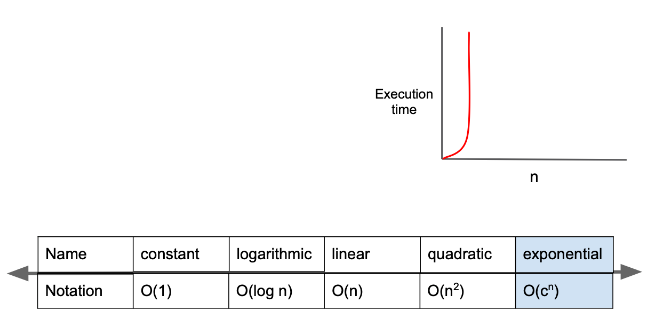 Execution
time
n
Name constant logarithmic linear quadratic exponential
Notation O(1) O(log n) O(n) O(n²) O(cⁿ)